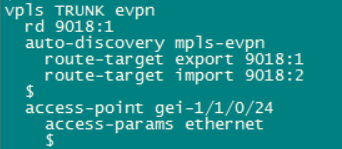 vpls TRUNK evpn
rd 9018:1
auto-discovery mpls-evpn
route-target export 9018:1
route-target import 9018:2
$
access-point gei-1/1/0/24
access-params ethernet
$